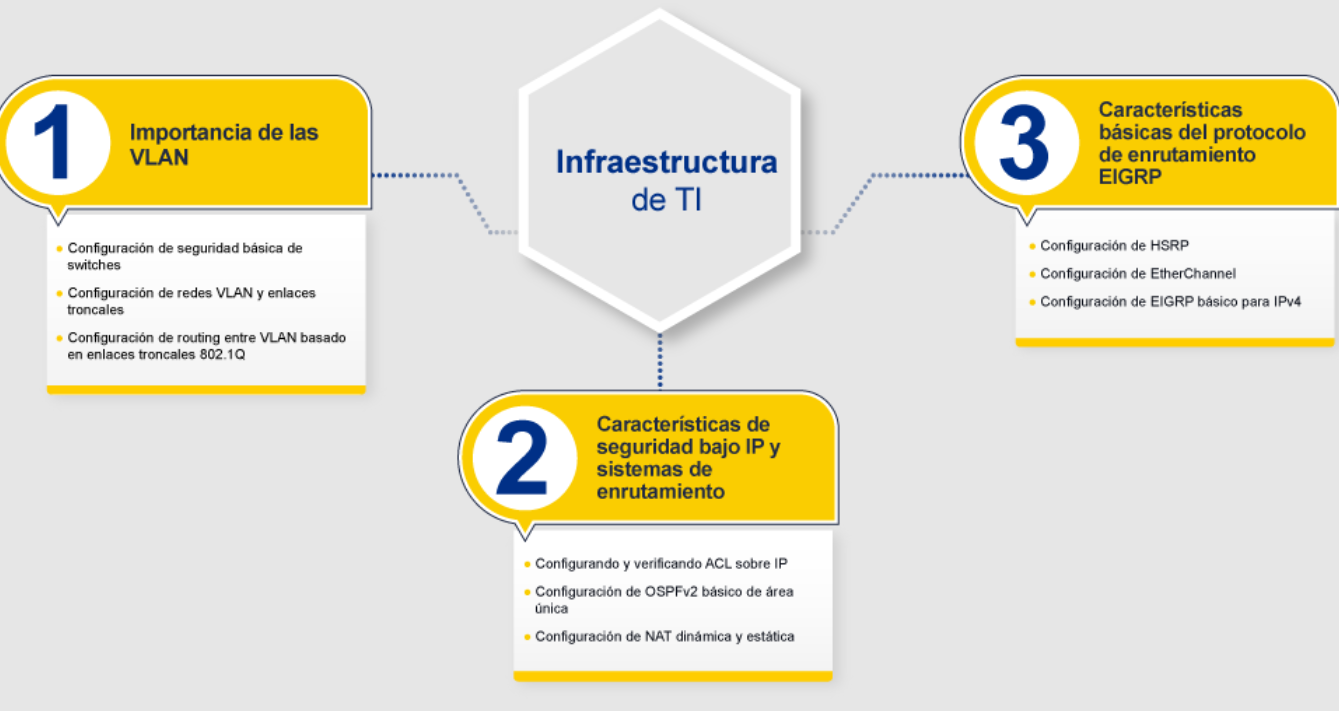 Infraestructura
de TI
1
Importancia de las
VLAN
Configuración de seguridad básica de
switches
Configuración de redes VLAN y enlaces
troncales
Configuración de routing entre VLAN basado
en enlaces troncales 802.1Q
2
Características de
seguridad bajo IP y
sistemas de
enrutamiento
Configurando y verificando ACL sobre IP
Configuración de OSPFv2 básico de área
única
Configuración de NAT dinámica y estática
3
Características
básicas del protocolo
de enrutamiento
EIGRP
Configuración de HSRP
Configuración de EtherChannel
Configuración de EIGRP básico para IPv4